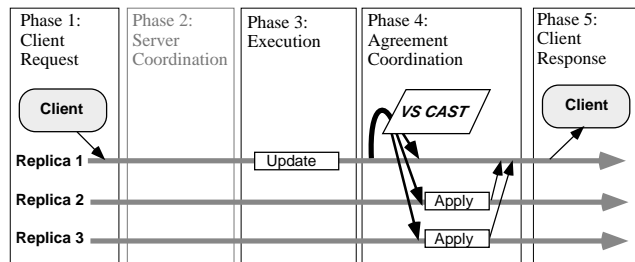 Phase 1:
Client
Request
Phase 2:
Server
Coordination
Phase 3:
Execution
Phase 4:
Agreement
Coordination
Phase 5:
Client
Response
Client
VS CAST
Client
Replica 1
Update
Replica 2
Apply
Replica 3
Apply